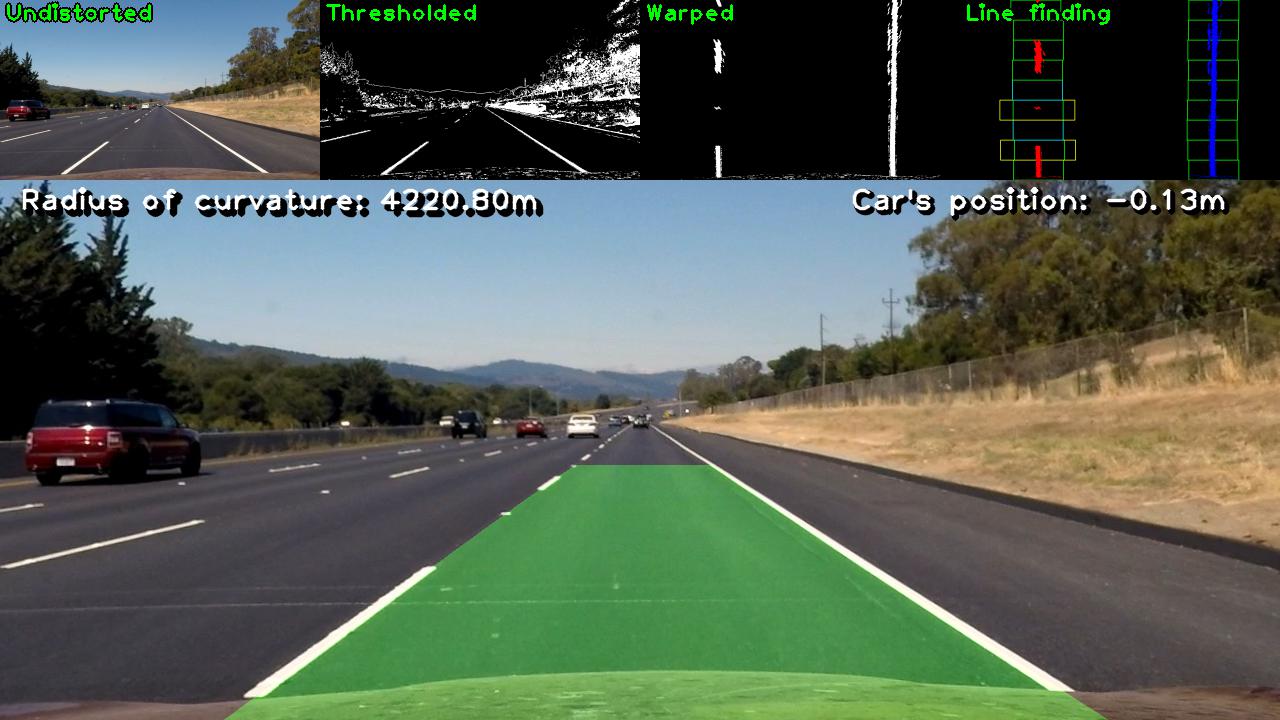 Undistorted
Thresholded
Warped
Line finding
Radius of curvature: 4220.80m
Car's position: -0.13m